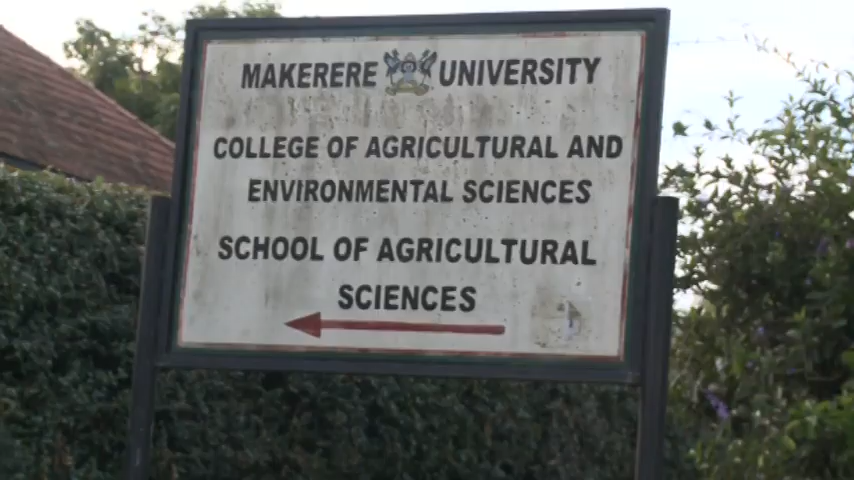 MAKERERE UNIVERSITY
COLLEGE OF AGRICULTURAL AND
ENVIRONMENTAL SCIENCES
SCHOOL OF AGRICULTURAL
SCIENCES